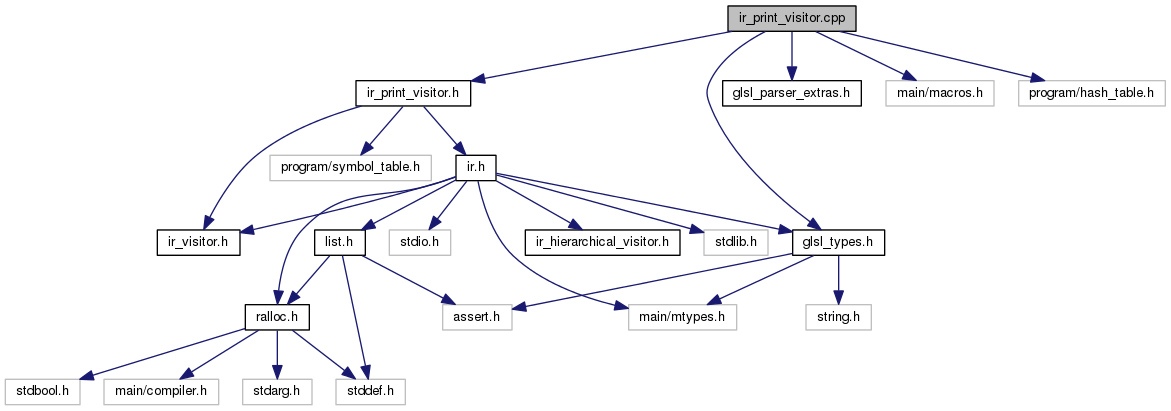 ir_print_visitor.cpp
ir_print_visitor.h
glsl_parser_extras.h
main/macros.h
program/hash_table.h
program/symbol_table.h
ir.h
ir_visitor.h
list.h
stdio.h
ir_hierarchical_visitor.h
stdlib.h
glsl_types.h
ralloc.h
assert.h
main/mtypes.h
string.h
stdbool.h
main/compiler.h
stdarg.h
stddef.h